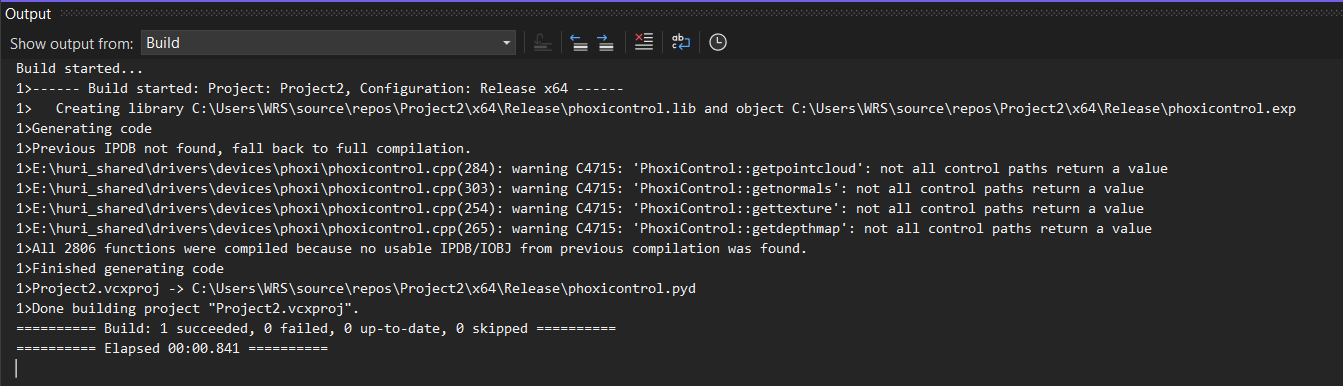 Output
Show output from: Build
Build started...
1>------ Build started: Project: Project2, Configuration: Release x64 ------
1>   Creating library C:\Users\WRS\source\repos\Project2\x64\Release\phoxicontrol.lib and object C:\Users\WRS\source\repos\Project2\x64\Release\phoxicontrol.exp
1>Generating code
1>Previous IPDB not found, fall back to full compilation.
1>E:\huri_shared\drivers\devices\phoxi\phoxicontrol.cpp(284): warning C4715: 'PhoxiControl::getpointcloud': not all control paths return a value
1>E:\huri_shared\drivers\devices\phoxi\phoxicontrol.cpp(303): warning C4715: 'PhoxiControl::getnormals': not all control paths return a value
1>E:\huri_shared\drivers\devices\phoxi\phoxicontrol.cpp(254): warning C4715: 'PhoxiControl::gettexture': not all control paths return a value
1>E:\huri_shared\drivers\devices\phoxi\phoxicontrol.cpp(265): warning C4715: 'PhoxiControl::getdepthmap': not all control paths return a value
1>All 2806 functions were compiled because no usable IPDB/IOBJ from previous compilation was found.
1>Finished generating code
1>Project2.vcxproj -> C:\Users\WRS\source\repos\Project2\x64\Release\phoxicontrol.pyd
1>Done building project "Project2.vcxproj".
========== Build: 1 succeeded, 0 failed, 0 up-to-date, 0 skipped ==========
========== Elapsed 00:00.841 ==========